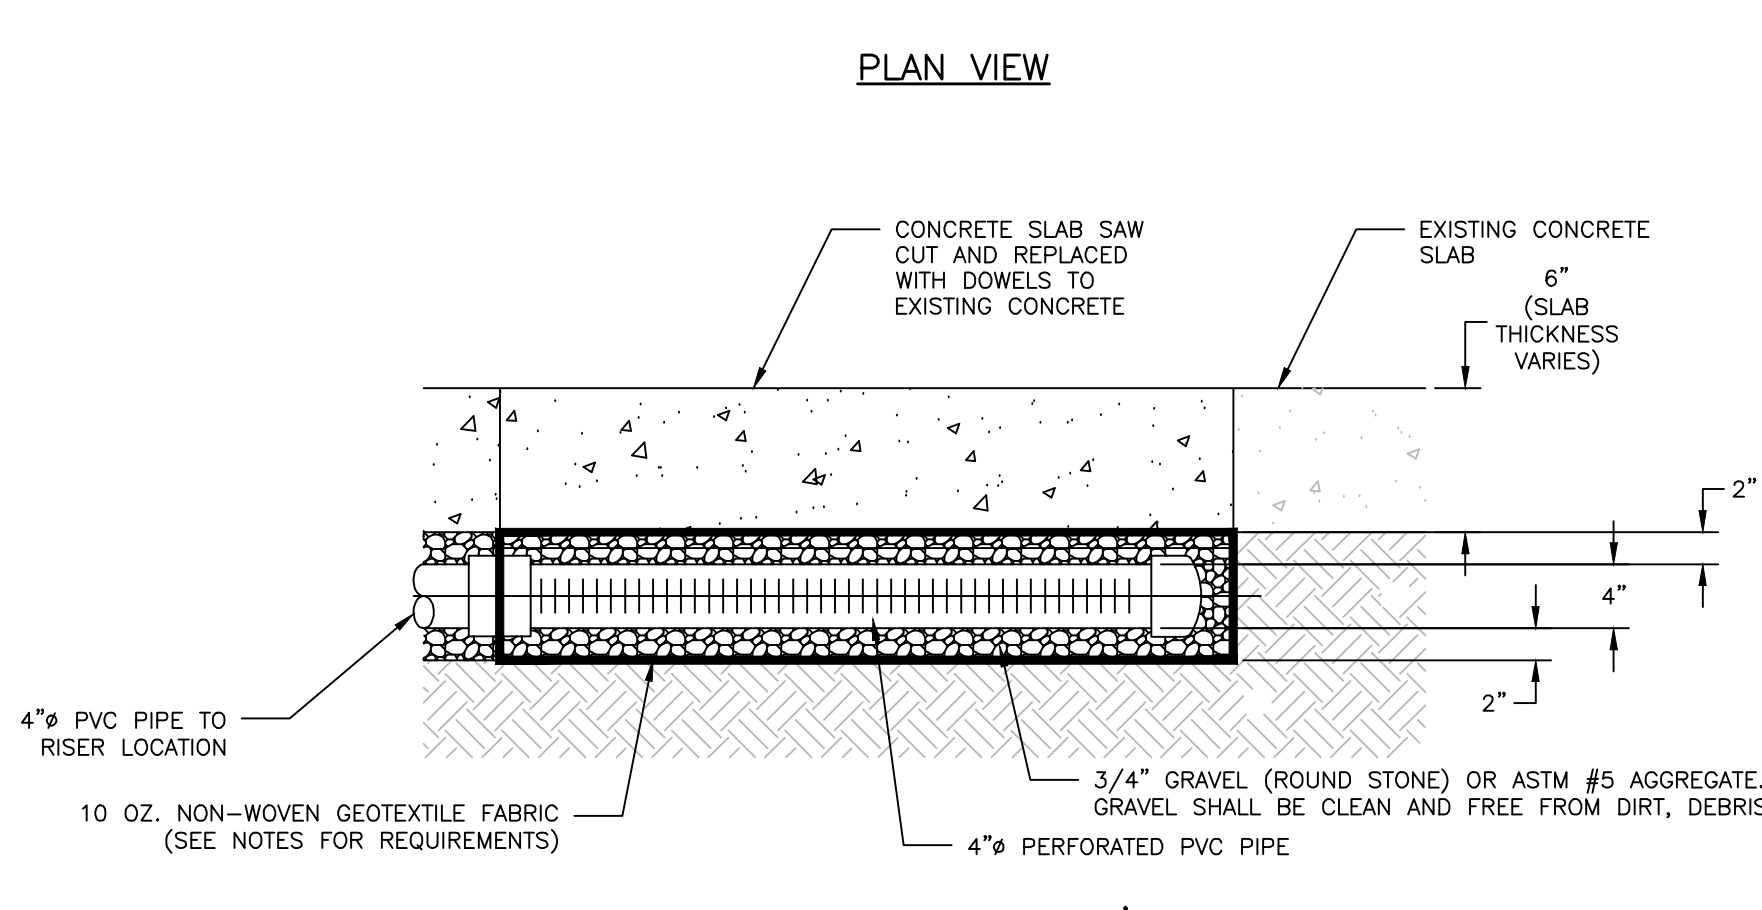 PLAN VIEW
CONCRETE SLAB SAW
CUT AND REPLACED
WITH DOWELS TO
EXISTING CONCRETE
EXISTING CONCRETE
SLAB
6"
(SLAB
THICKNESS
VARIES)
2"
4"
2"
4"ø PVC PIPE TO
RISER LOCATION
10 OZ. NON-WOVEN GEOTEXTILE FABRIC
(SEE NOTES FOR REQUIREMENTS)
3/4" GRAVEL (ROUND STONE) OR ASTM #5 AGGREGATE.
GRAVEL SHALL BE CLEAN AND FREE FROM DIRT, DEBRIS
4"ø PERFORATED PVC PIPE